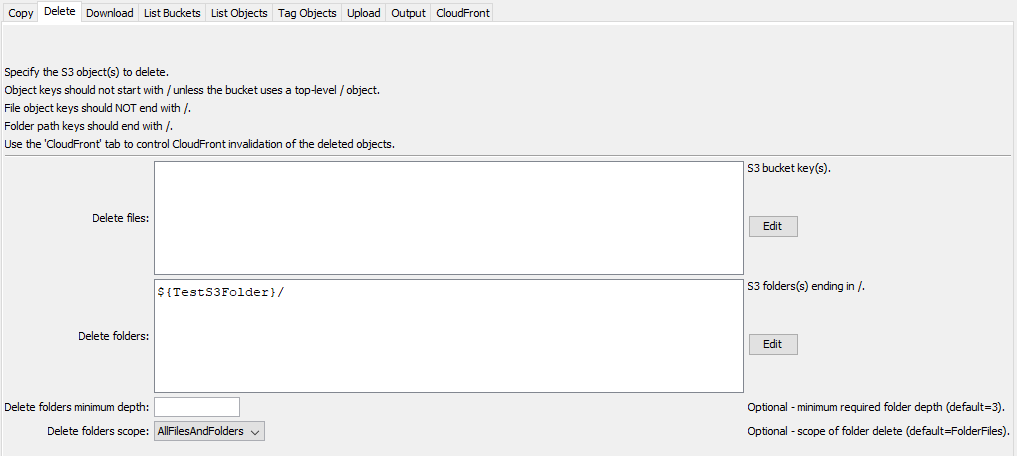 Copy Delete Download List Buckets List Objects Tag Objects Upload Output CloudFront
Specify the S3 object(s) to delete.
Object keys should not start with / unless the bucket uses a top-level / object.
File object keys should NOT end with /.
Folder path keys should end with /.
Use the 'CloudFront' tab to control CloudFront invalidation of the deleted objects.
S3 bucket key(s).
Delete files:
Edit
S3 folders(s) ending in /.
${TestS3Folder}/
Delete folders:
Edit
Delete folders minimum depth: Optional - minimum required folder depth (default=3).
Delete folders scope: AllFilesAndFolders Optional - scope of folder delete (default=FolderFiles).